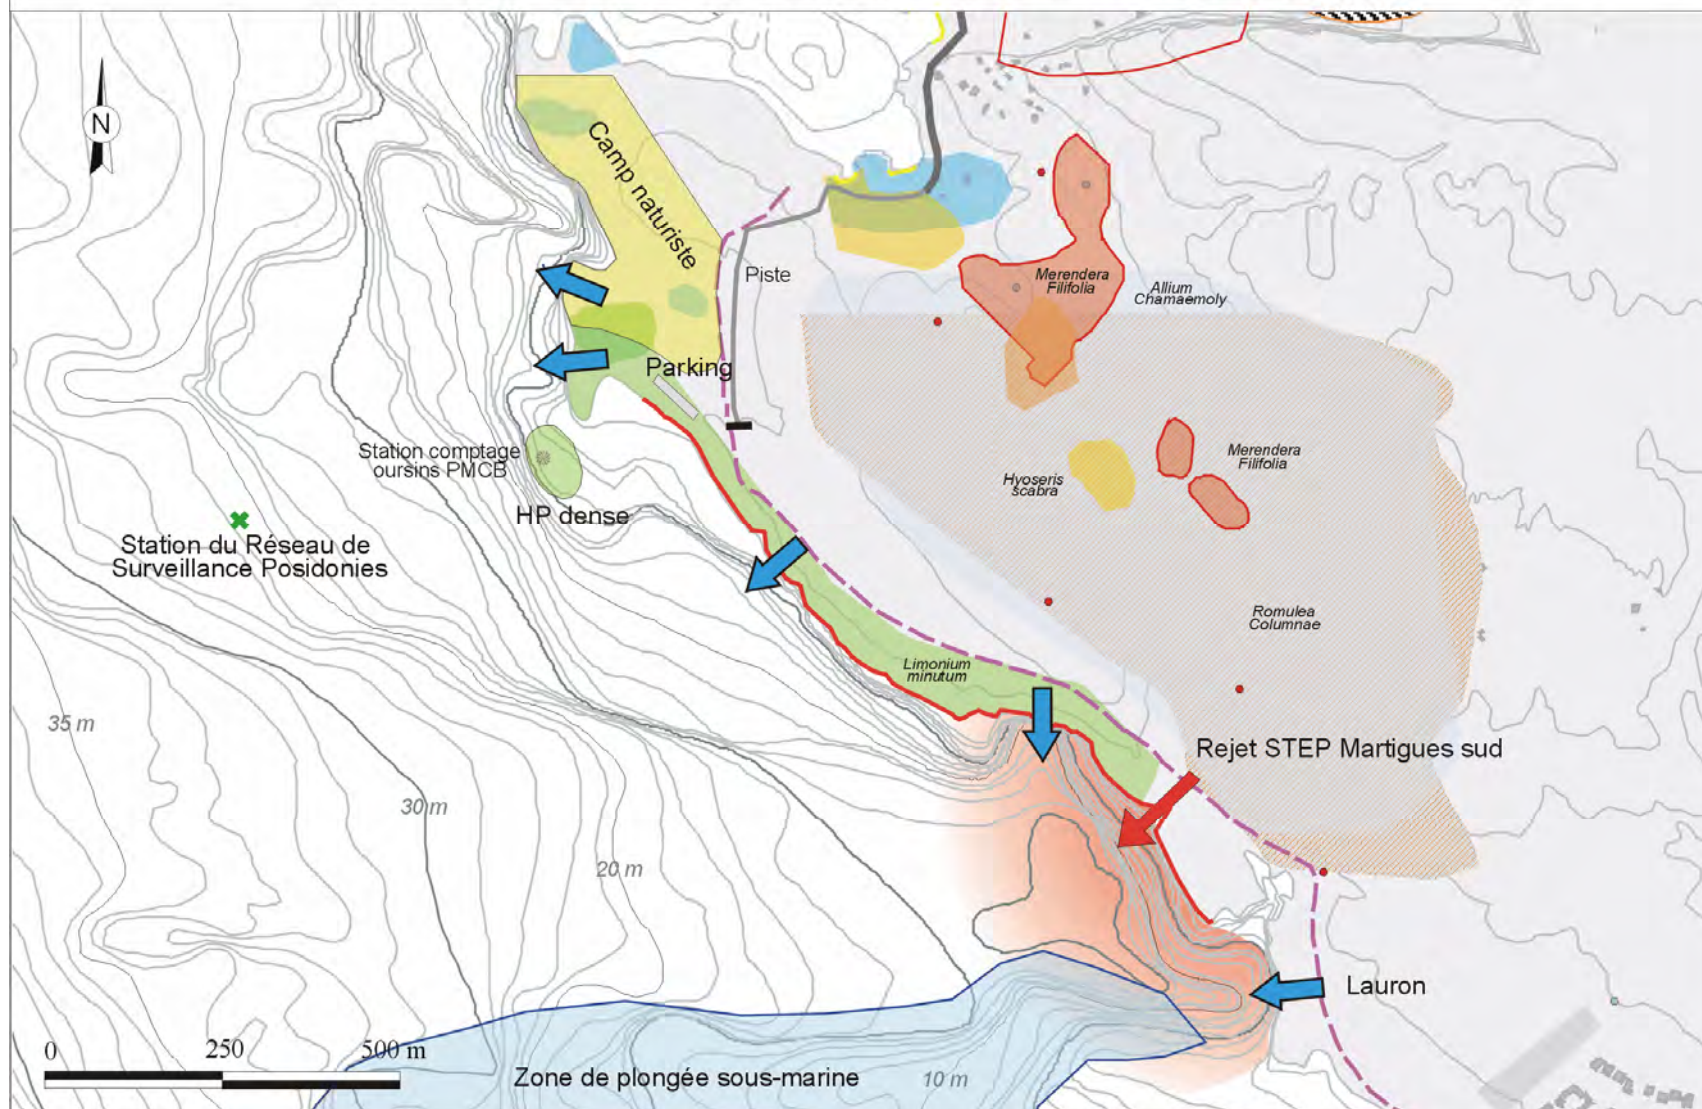 N
Camp naturiste
Piste
Merendera
Filifolia
Allium
Chamaemoly
Parking
Station comptage
oursins PMCB
Hyoseris
scabra
Merendera
Filifolia
HP dense
Station du Réseau de
Surveillance Posidonies
Romulea
Columnae
Limonium
minutum
35 m
Rejet STEP Martigues sud
30 m
20 m
Lauron
0 250 500 m
Zone de plongée sous-marine
10 m